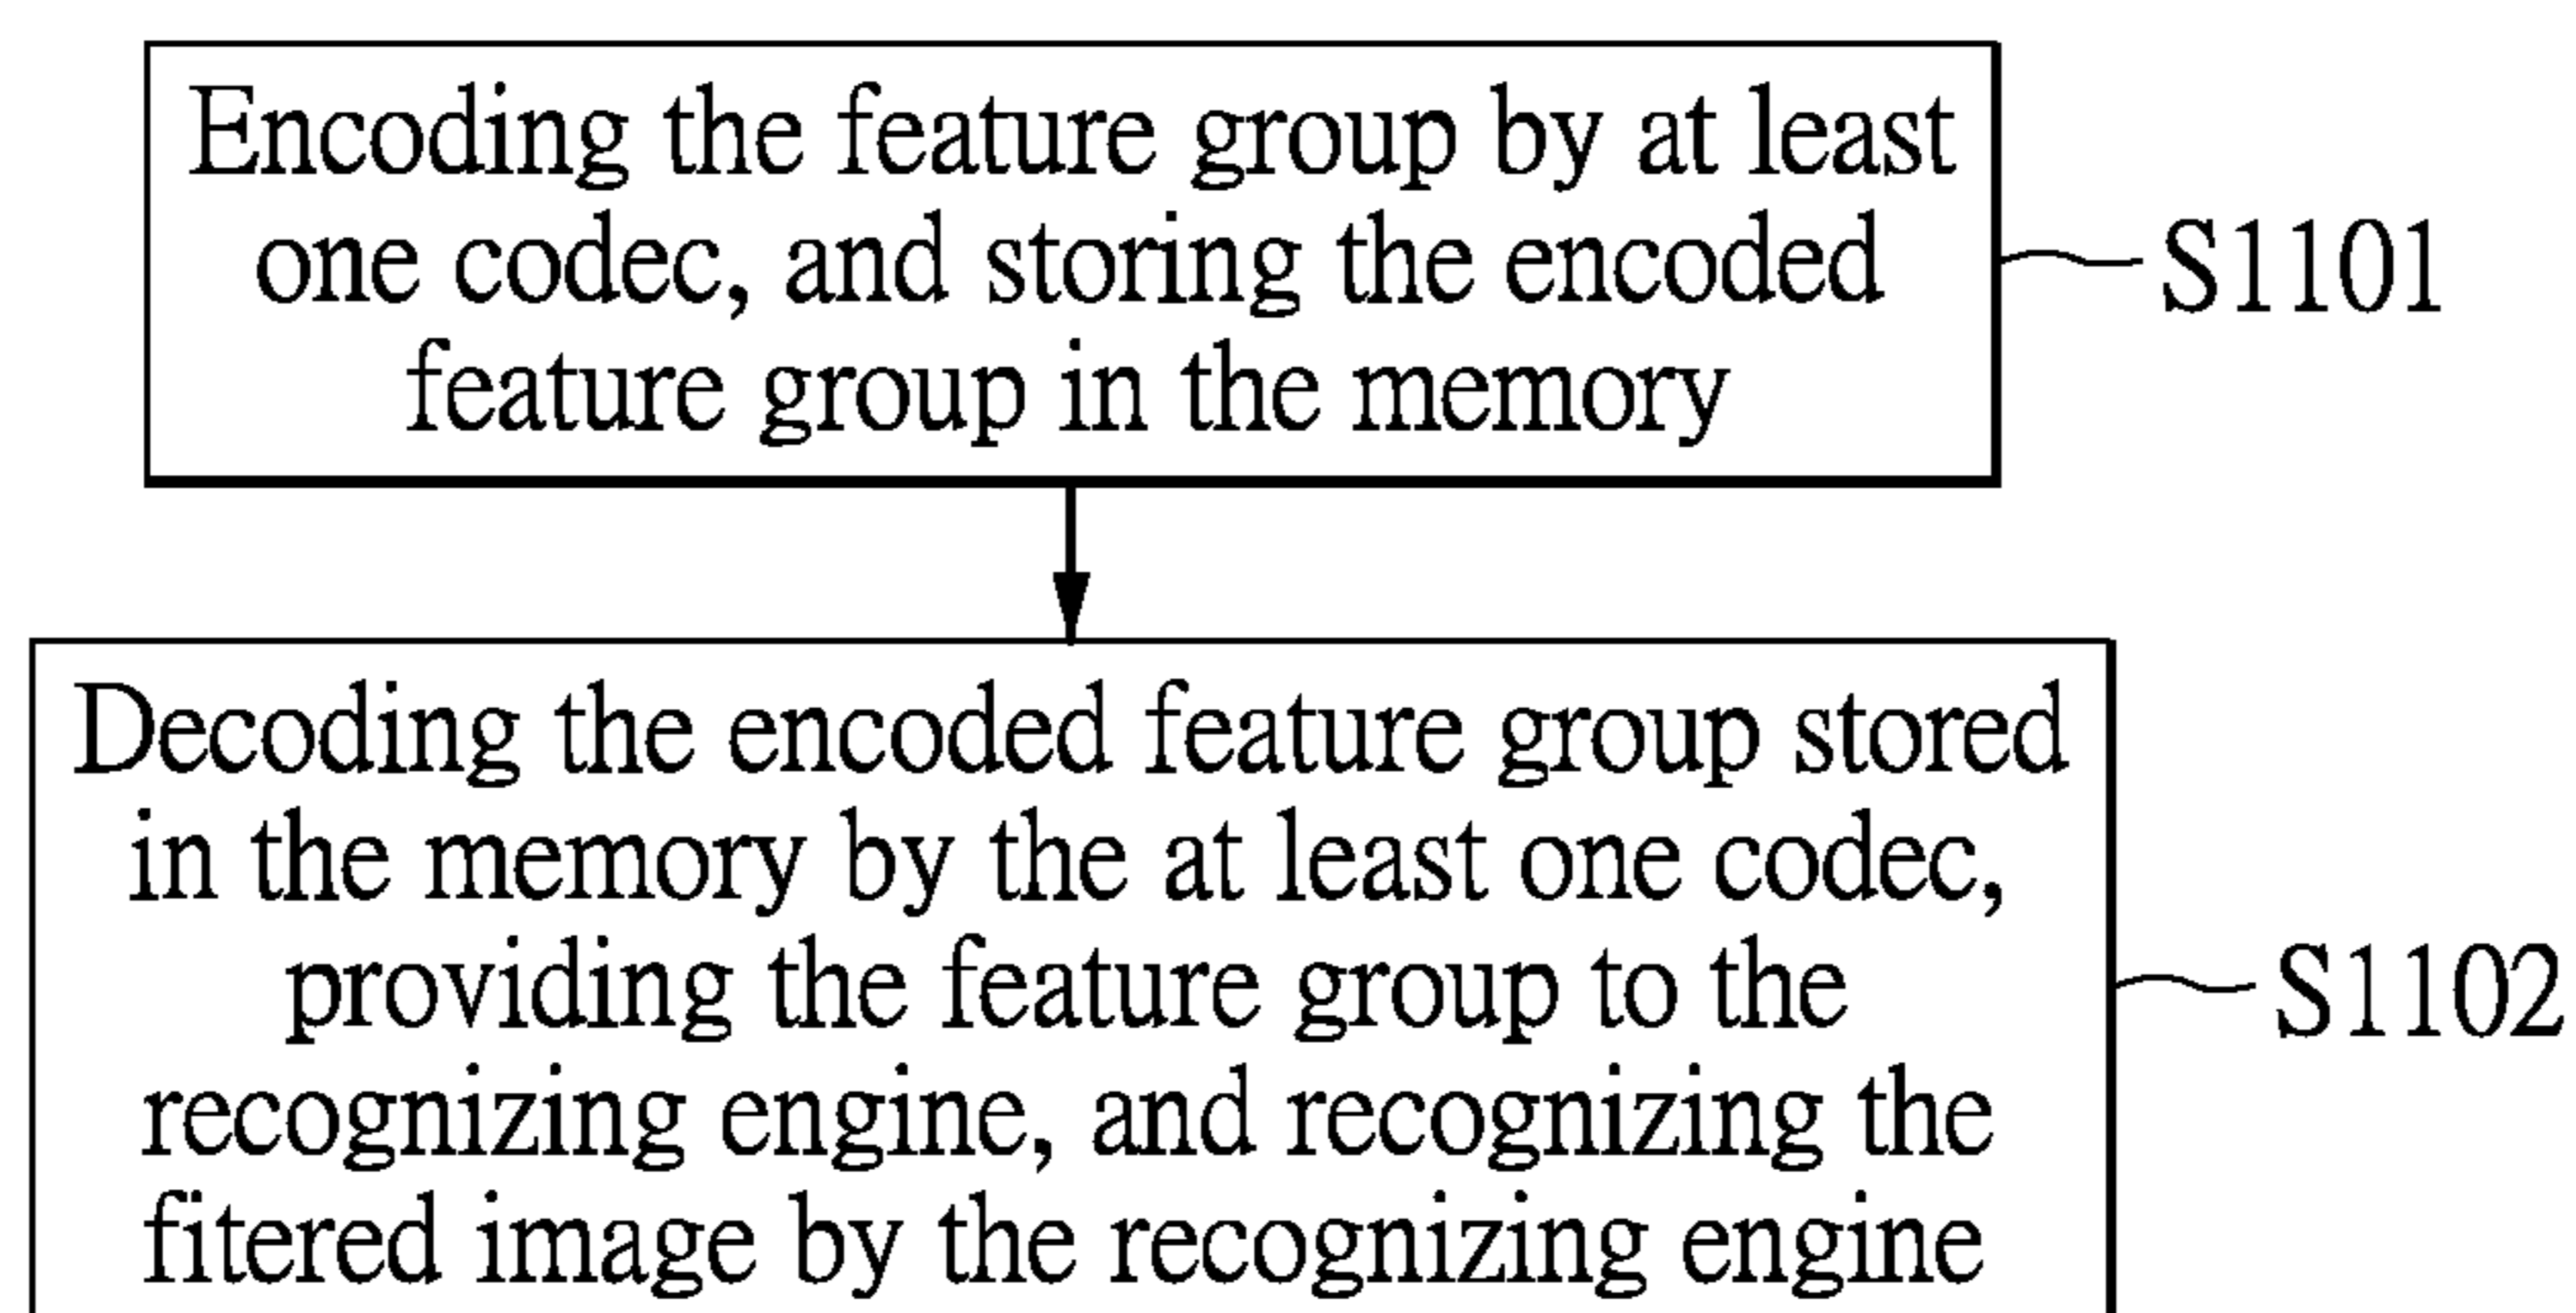 Encoding the feature group by at least
one codec, and storing the encoded
feature group in the memory
S1101
Decoding the encoded feature group stored
in the memory by the at least one codec,
providing the feature group to the
recognizing engine, and recognizing the
fitered image by the recognizing engine
S1102